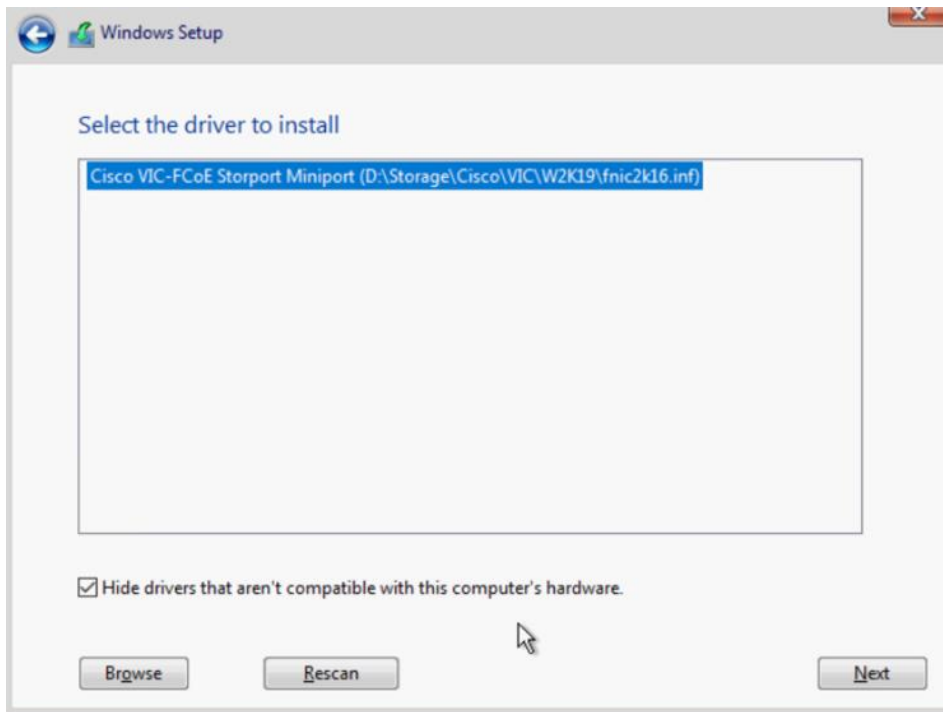 Windows Setup
Select the driver to install
Cisco VIC-FCoE Storport Miniport (D:\Storage\Cisco\VIC\W2K19\fnic2k16.inf)
Hide drivers that aren't compatible with this computer's hardware.
Browse Rescan Next